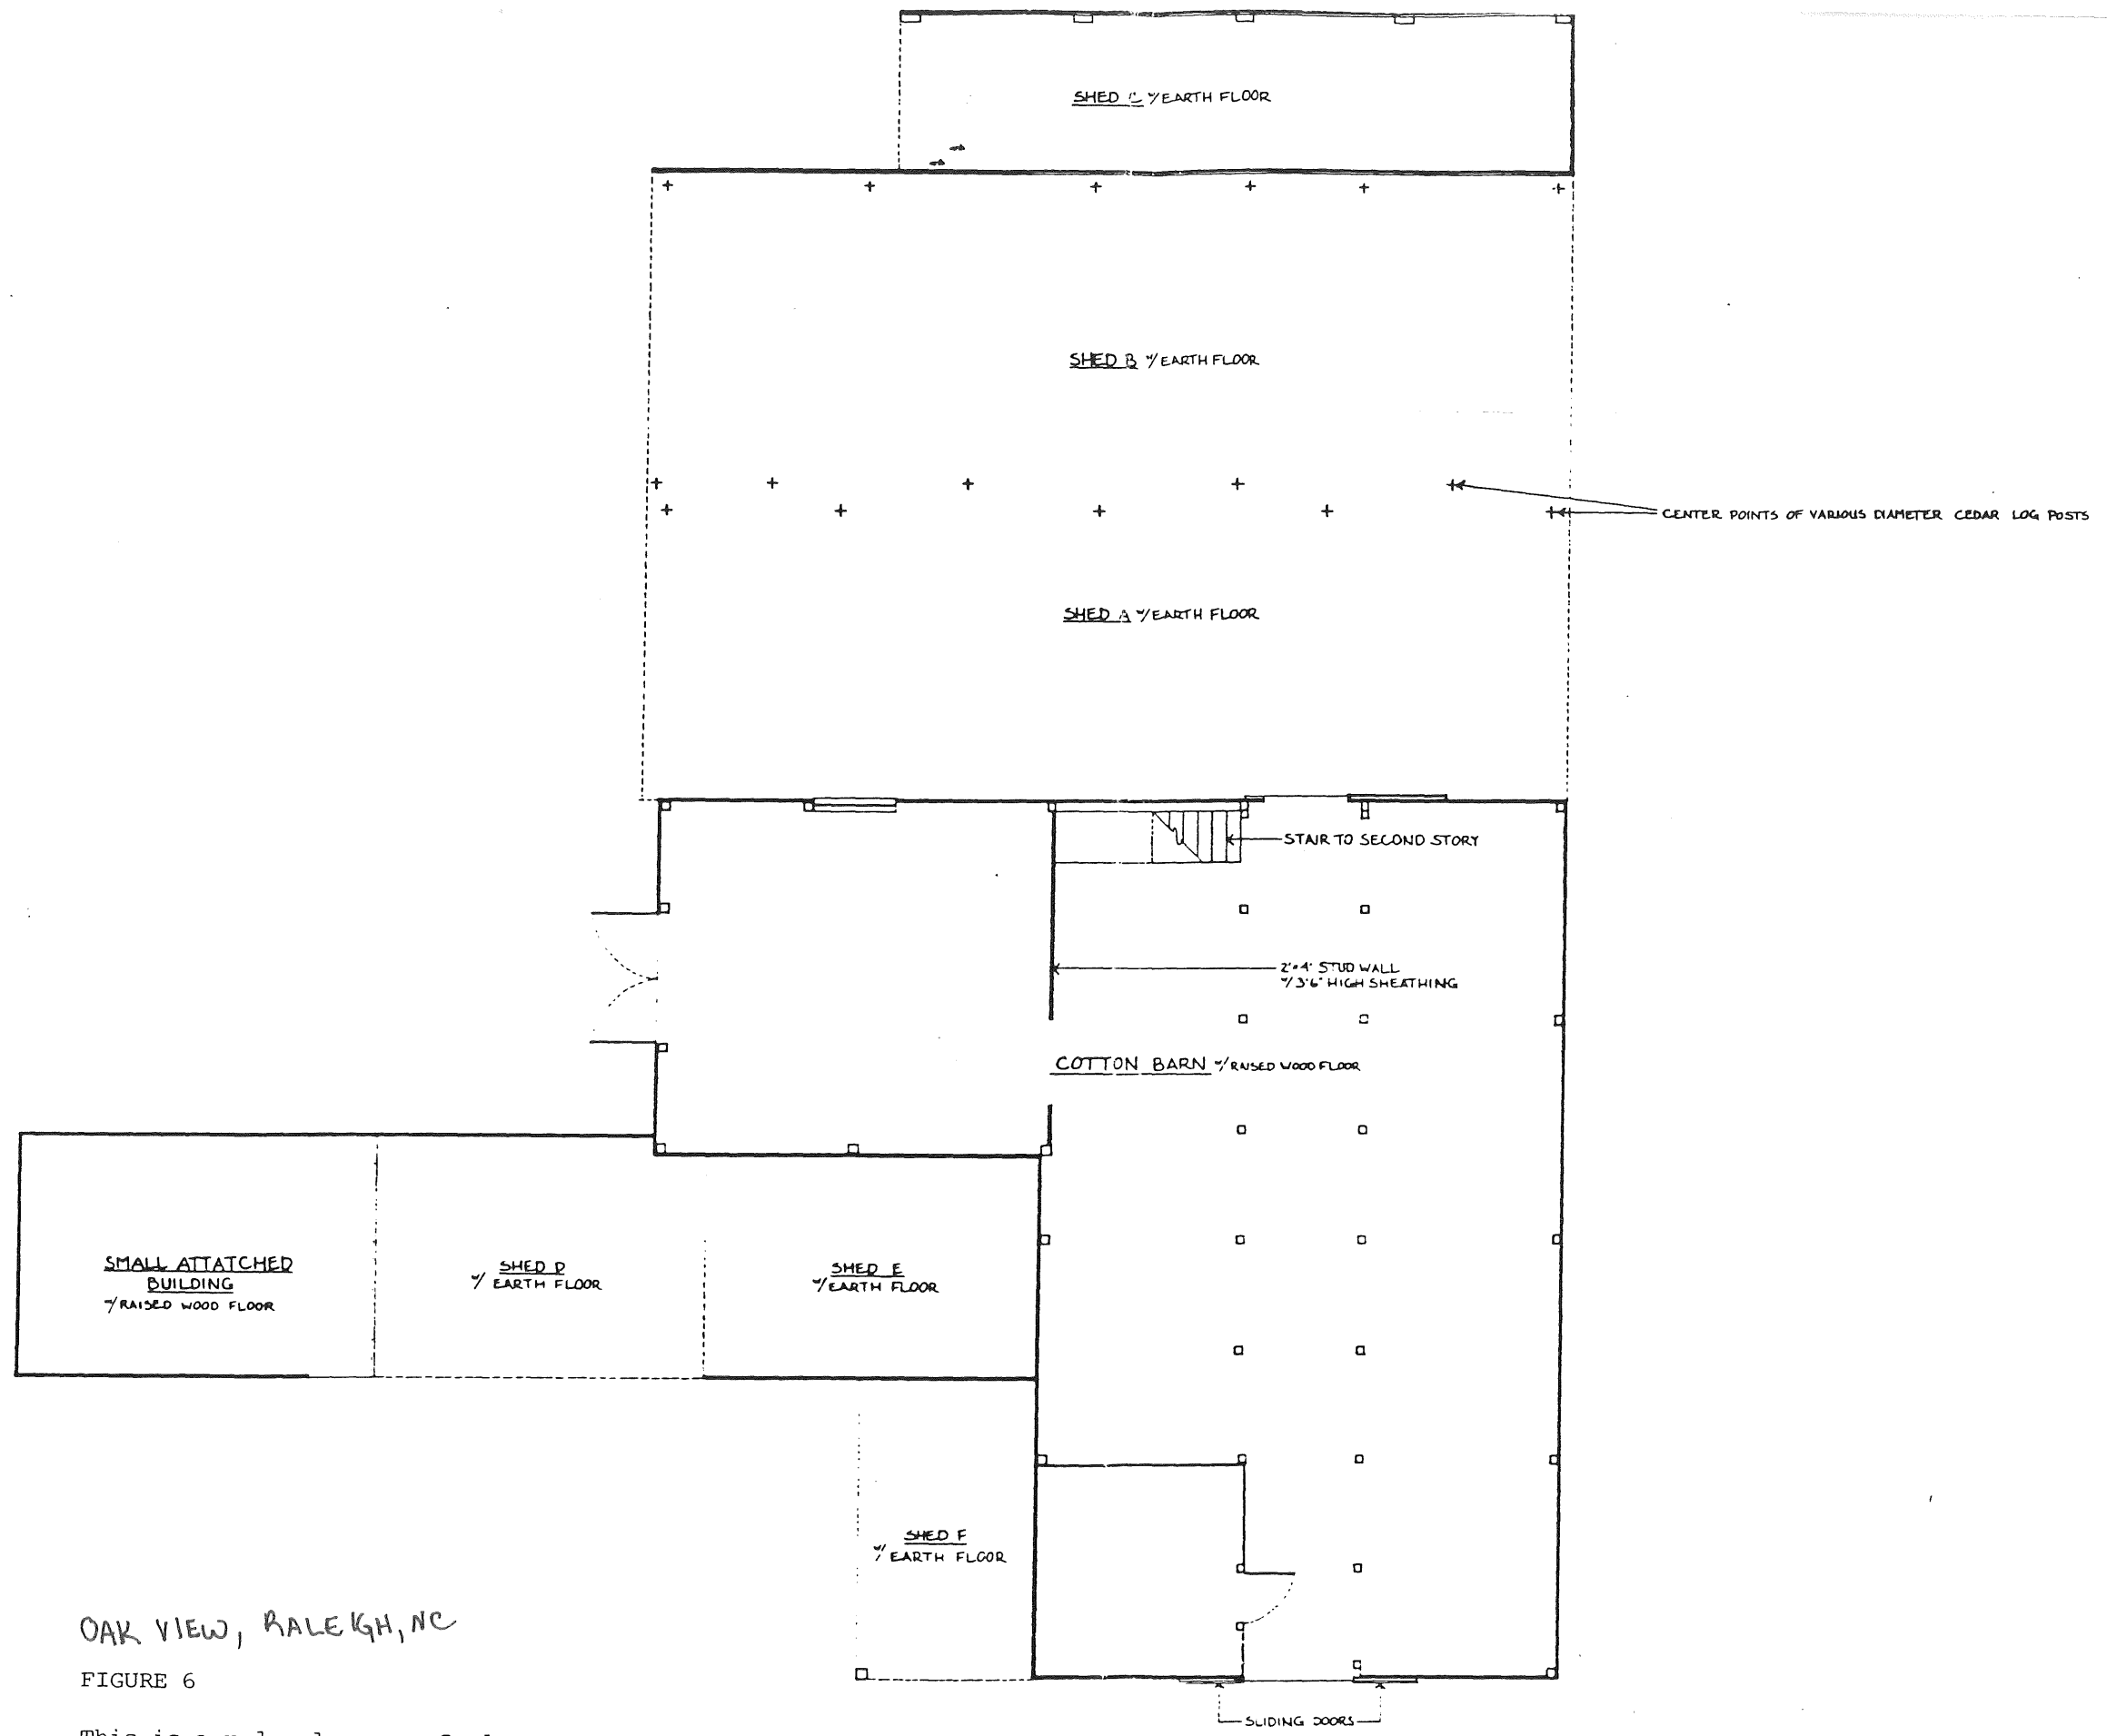 SHED C W/ EARTH FLOOR
SHED B W/ EARTH FLOOR
CENTER POINTS OF VARIOUS DIAMETER CEDAR LOG POSTS
SHED A W/ EARTH FLOOR
STAIR TO SECOND STORY
2"x4" STUD WALL
W/ 3'6" HIGH SHEATHING
COTTON BARN W/ RAISED WOOD FLOOR
SMALL ATTATCHED
BUILDING
W/ RAISED WOOD FLOOR
SHED D
W/ EARTH FLOOR
SHED E
W/ EARTH FLOOR
SHED F
W/ EARTH FLOOR
OAK VIEW, RALEIGH, NC
FIGURE 6
SLIDING DOORS